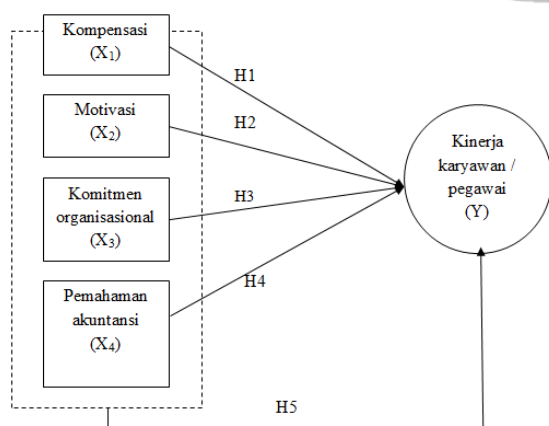 Kompensasi
(X₁)
H1
Motivasi
(X₂)
H2
Kinerja
karyawan /
pegawai
(Y)
Komitmen
organisasional
(X₃)
H3
Pemahaman
akuntansi
(X₄)
H4
H5